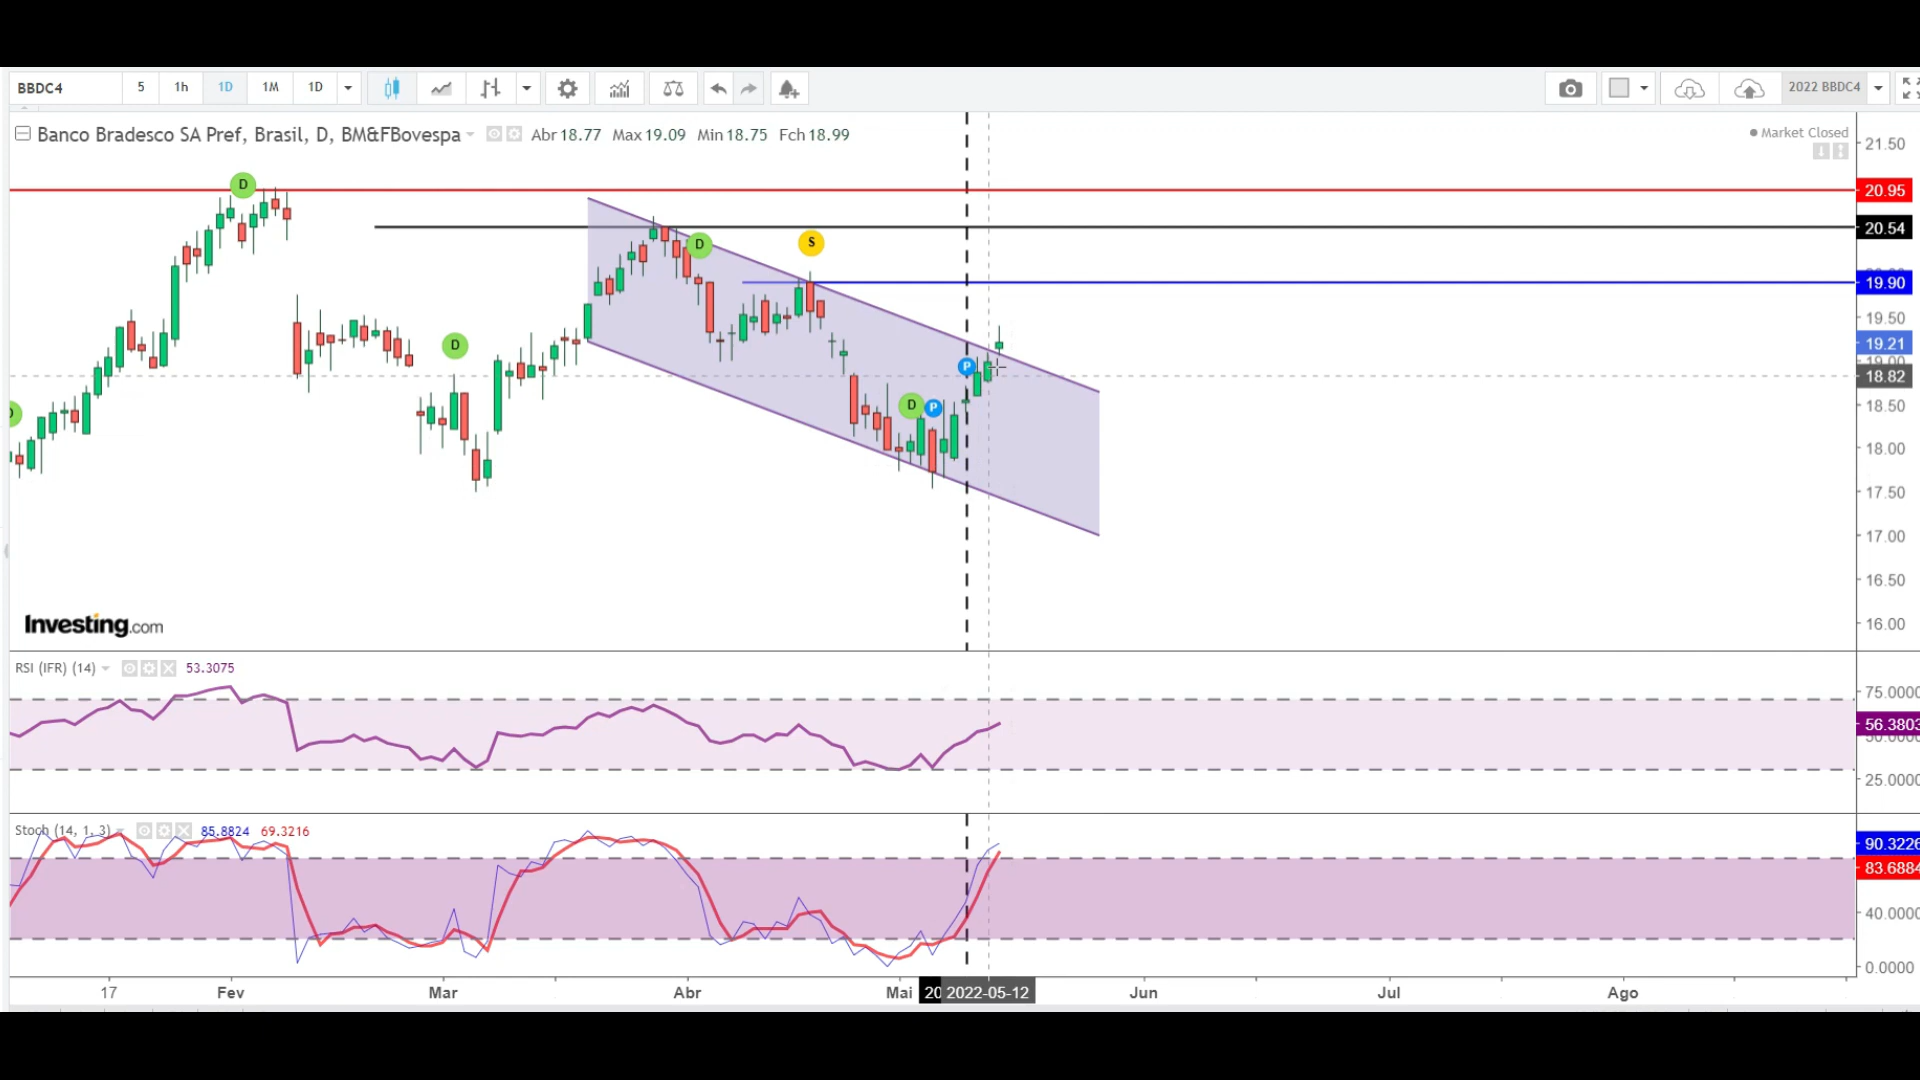 BBDC4 5 1h 1D 1M 1D 2022 BBDC4
Banco Bradesco SA Pref, Brasil, D, BM&FBovespa Abr 18.77 Max 19.09 Min 18.75 Fch 18.99
Market Closed
21.50
20.95
20.54
19.90
19.50
19.21
19.00
18.82
18.50
18.00
17.50
17.00
16.50
16.00
D
D
S
D
P
D
P
Investing.com
RSI (IFR) (14) 53.3075
75.0000
56.3803
50.0000
25.0000
Stoch (14, 1, 3) 85.8824 69.3216
90.3226
83.6884
40.0000
0.0000
17 Fev Mar Abr Mai 20 2022-05-12 Jun Jul Ago